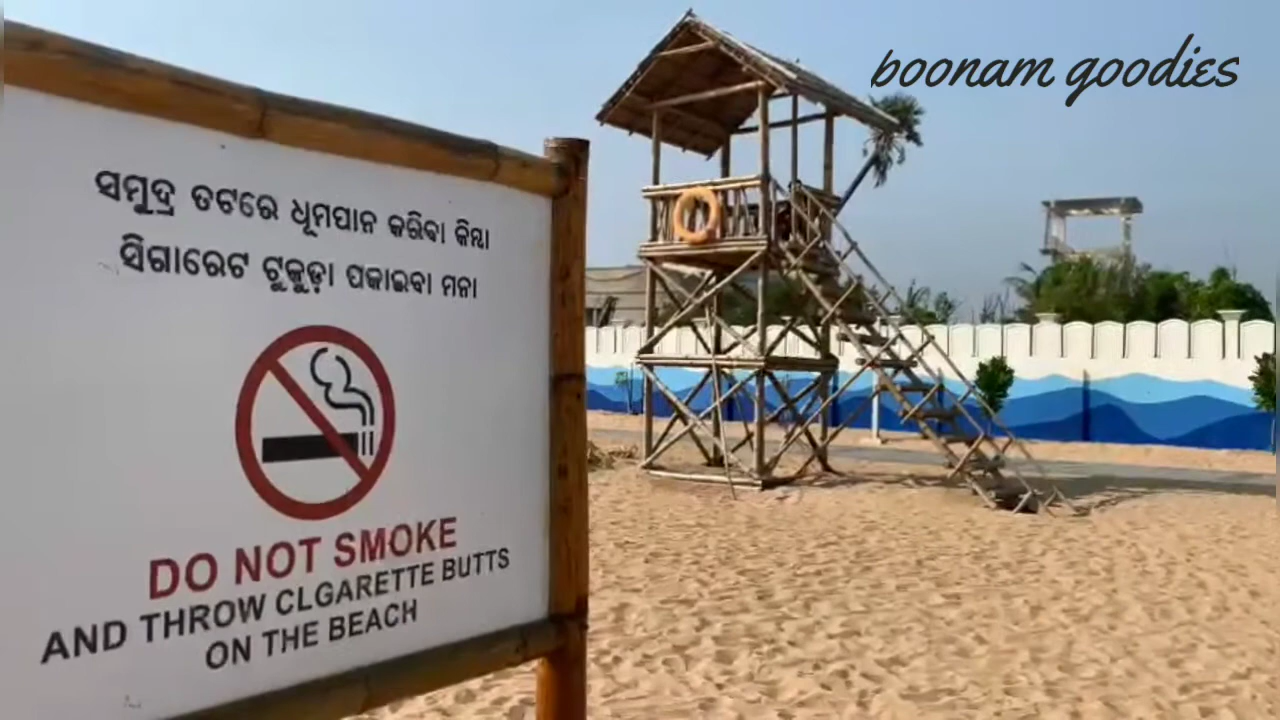 boonam goodies
ସମୁଦ୍ର ତଟରେ ଧୂମପାନ କରିବା କିମ୍ବା
ସିଗାରେଟ ଟୁକୁଡ଼ା ପକାଇବା ମନା
DO NOT SMOKE
AND THROW CLGARETTE BUTTS
ON THE BEACH